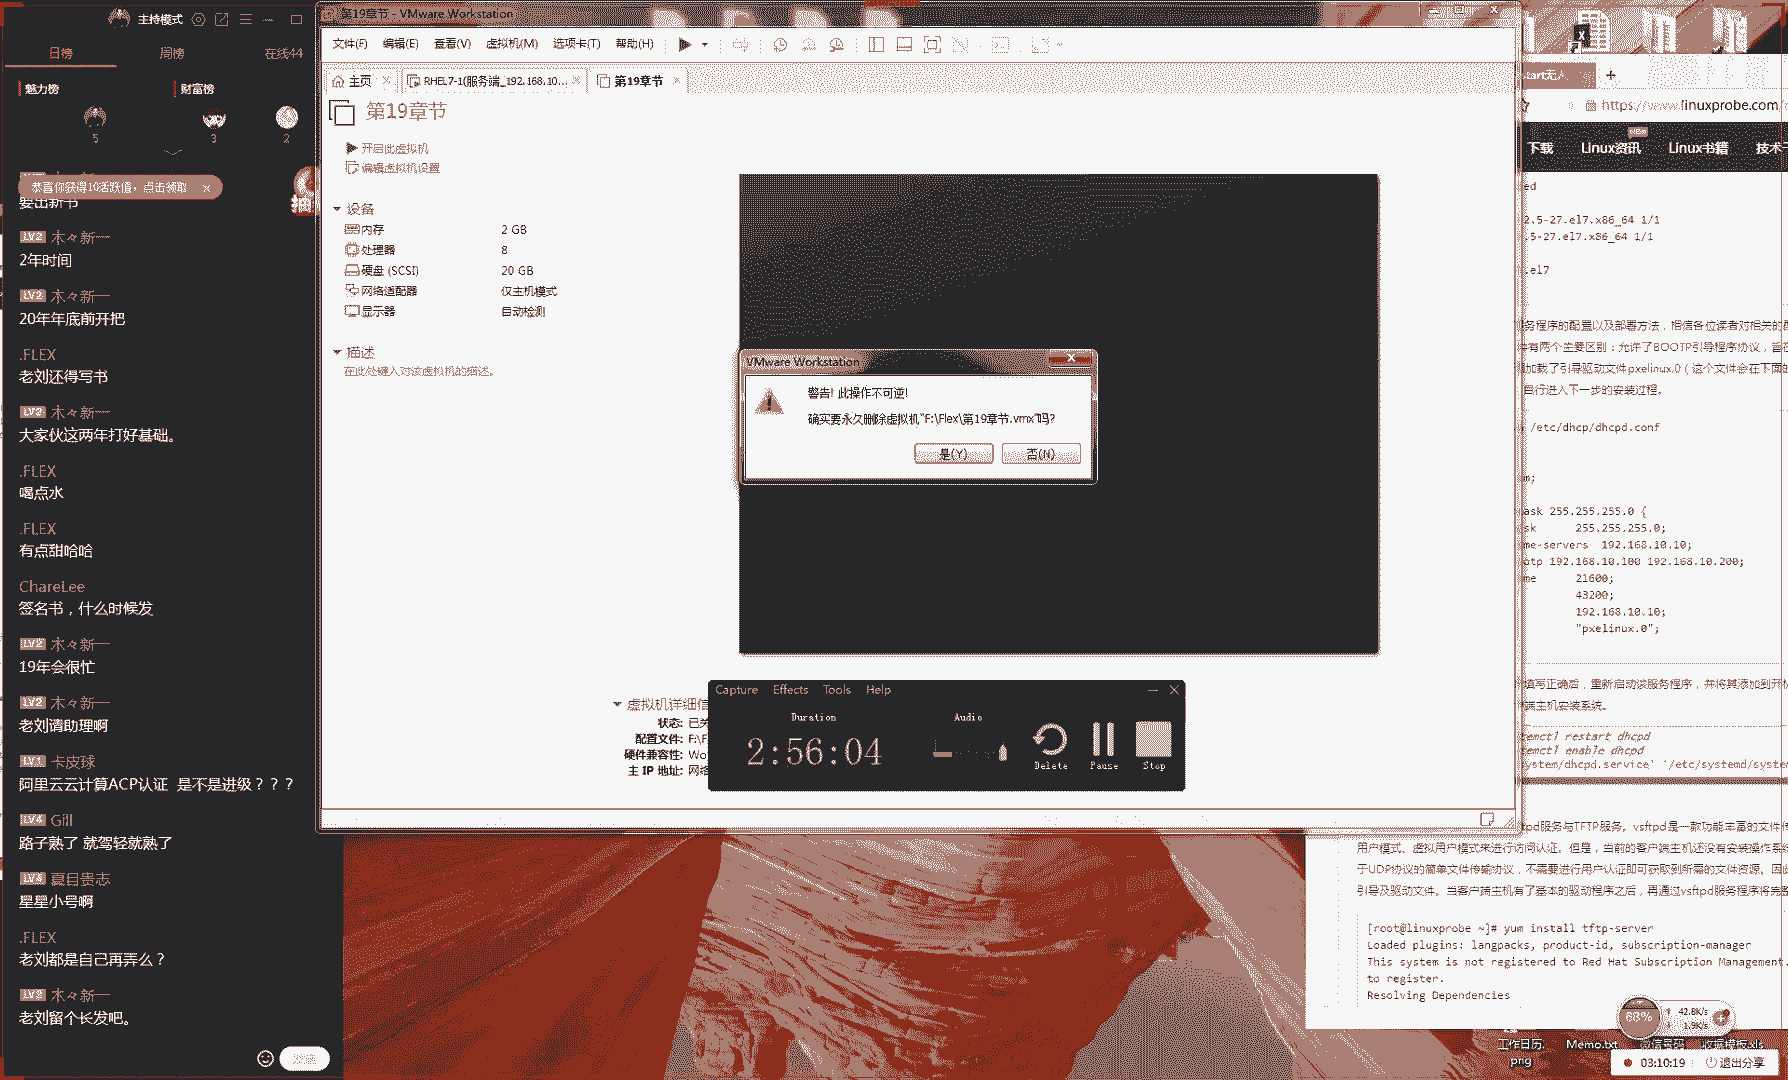 主持模式
日榜
周榜
在线44
魅力榜
财富榜
5
3
2
恭喜你获得10活跃值，点击领取
要出新书
LV2 木々新一
2年时间
LV2 木々新一
20年年底前开把
.FLEX
老刘还得写书
LV2 木々新一
大家伙这两年打好基础。
.FLEX
喝点水
.FLEX
有点甜哈哈
ChareLee
签名书，什么时候发
LV2 木々新一
19年会很忙
LV2 木々新一
老刘请助理啊
LV1 卡皮球
阿里云云计算ACP认证 是不是进级？？？
LV4 Gill
路子熟了 就驾轻就熟了
夏目贵志
星星小号啊
.FLEX
老刘都是自己再弄么？
LV2 木々新一
老刘留个长发吧。
第19章节 - VMware Workstation
文件(F) 编辑(E) 查看(V) 虚拟机(M) 选项卡(T) 帮助(H)
主页
RHEL7-1(服务端_192.168.10...
第19章节
第19章节
开启此虚拟机
编辑虚拟机设置
设备
内存 2 GB
处理器 8
硬盘 (SCSI) 20 GB
网络适配器 仅主机模式
显示器 自动检测
描述
在此处键入对该虚拟机的描述。
VMware Workstation
警告! 此操作不可逆!
确实要永久删除虚拟机“F:\Flex\第19章节.vmx”吗?
是(Y)
否(N)
虚拟机详细信
状态: 已关
配置文件: F:\F
硬件兼容性: Wo
主 IP 地址: 网络
Capture Effects Tools Help
Duration
2:56:04
Audio
Delete
Pause
Stop
tart无人
https://www.linuxprobe.com/
下载
Linux资讯
Linux书籍
技术
ed
2.5-27.el7.x86_64 1/1
.5-27.el7.x86_64 1/1
.el7
务程序的配置以及部署方法，相信各位读者对相关的
有两个主要区别：允许了BOOTP引导程序协议，旨在
加载了引导驱动文件pxelinux.0（这个文件会在下面的
自行进入下一步的安装过程。
/etc/dhcp/dhcpd.conf
m;
ask 255.255.255.0 {
sk 255.255.255.0;
me-servers 192.168.10.10;
otp 192.168.10.100 192.168.10.200;
me 21600;
43200;
192.168.10.10;
"pxelinux.0";
填写正确后，重新启动该服务程序，并将其添加到开机
端主机安装系统。
temctl restart dhcpd
temctl enable dhcpd
system/dhcpd.service' '/etc/systemd/syste
tpd服务与TFTP服务。vsftpd是一款功能丰富的文件传
用户模式、虚拟用户模式来进行访问认证。但是，当前的客户端主机还没有安装操作系统
于UDP协议的简单文件传输协议，不需要进行用户认证即可获取到所需的文件资源。因此
引导及驱动文件。当客户端主机有了基本的驱动程序之后，再通过vsftpd服务程序将完整
[root@linuxprobe ~]# yum install tftp-server
Loaded plugins: langpacks, product-id, subscription-manager
This system is not registered to Red Hat Subscription Management.
to register.
Resolving Dependencies
68%
42.8K/s
1.9K/s
工作日历.png
Memo.txt
微信号码
收据模板.xls
03:10:19
退出分享